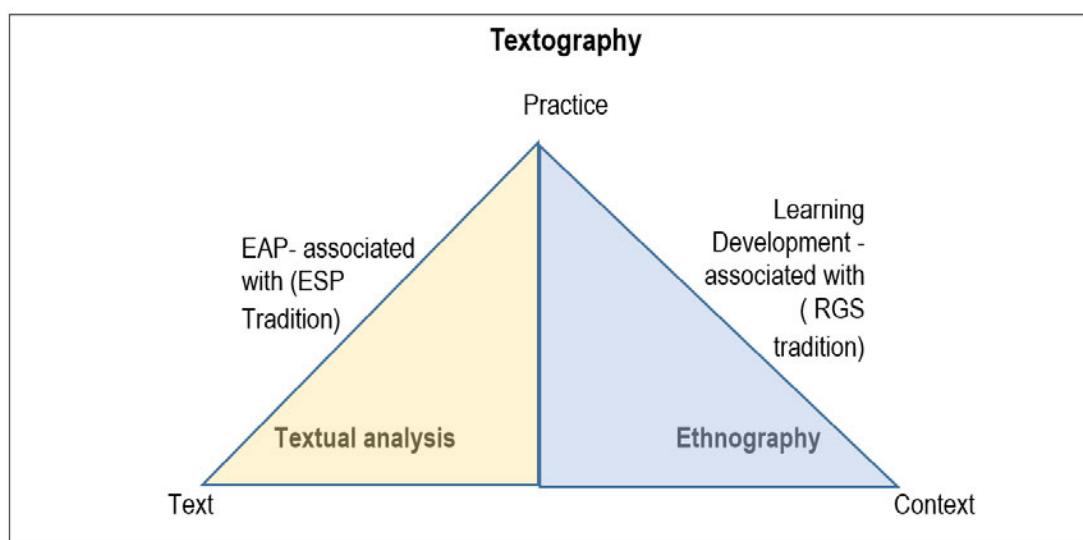 Textography
Practice
EAP- associated
with (ESP
Tradition)
Learning
Development -
associated with
( RGS
tradition)
Textual analysis
Ethnography
Text
Context